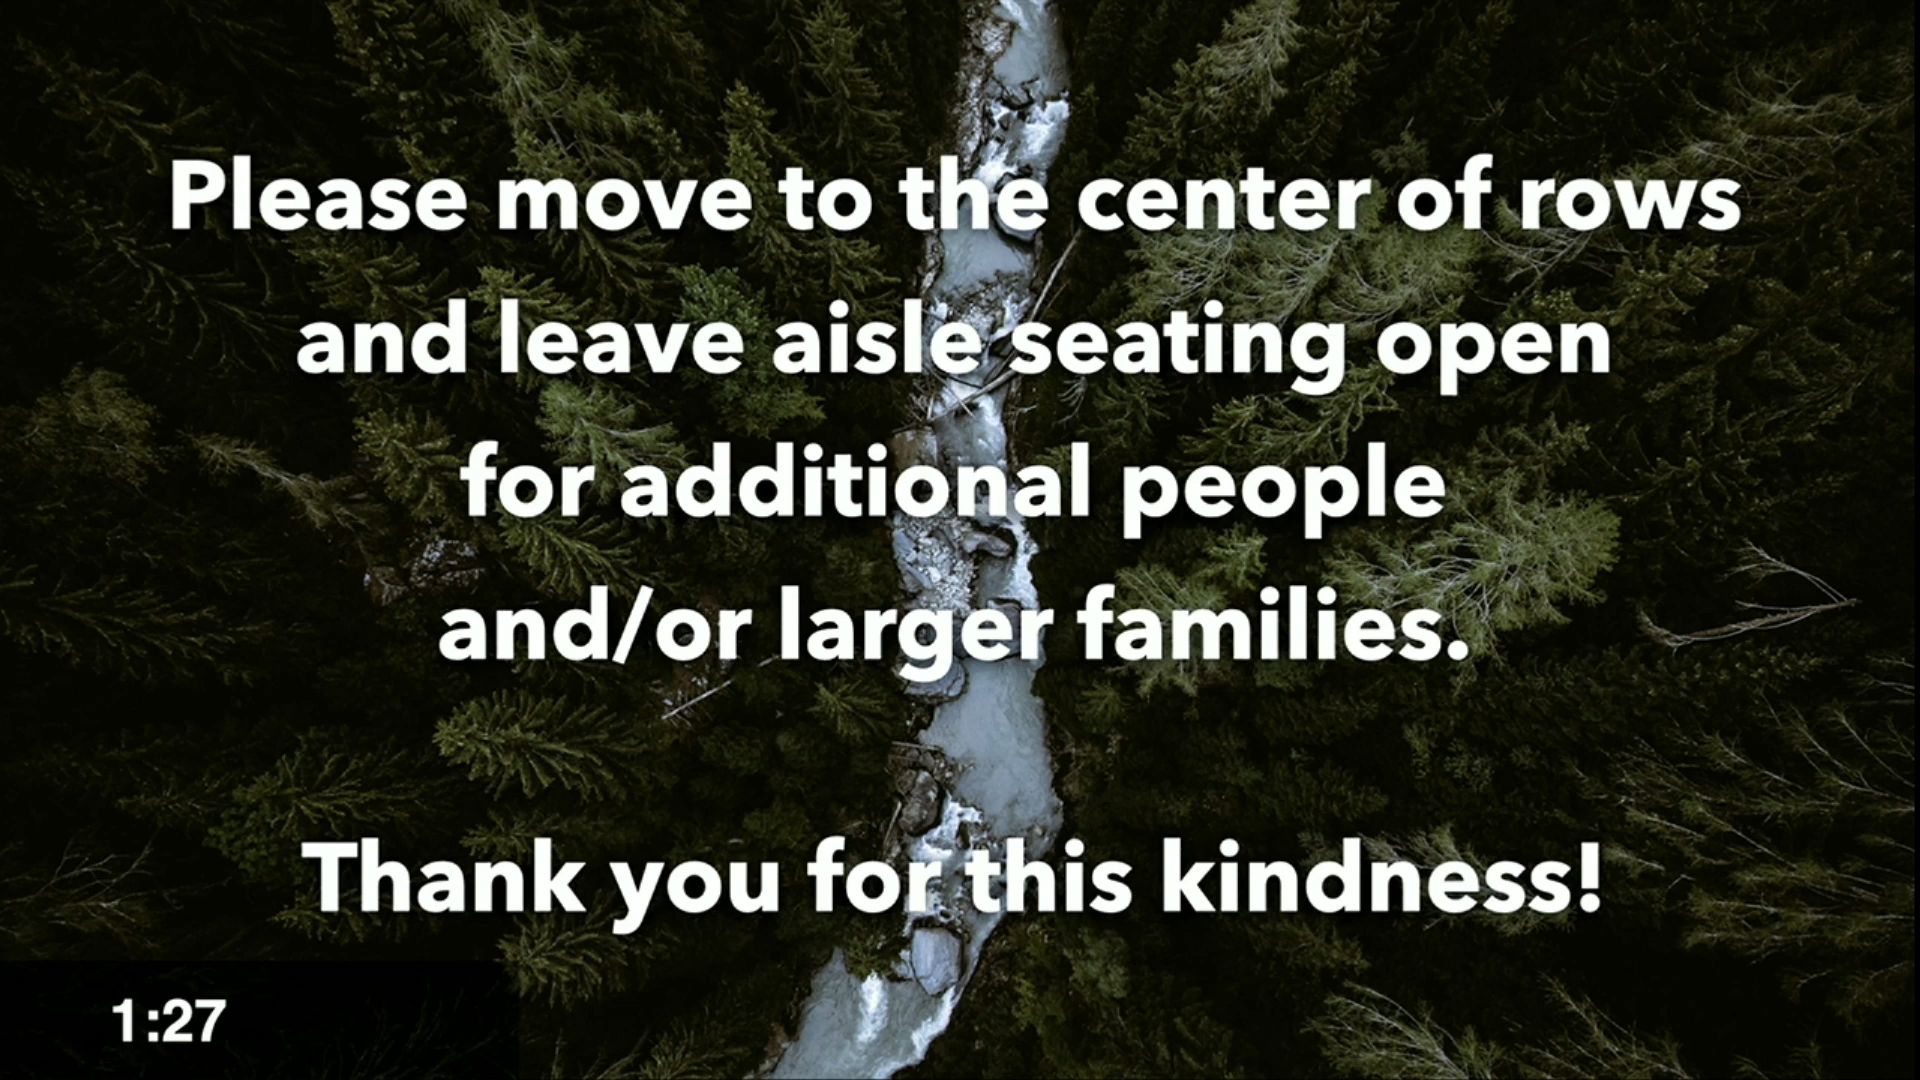 Please move to the center of rows
and leave aisle seating open
for additional people
and/or larger families.
Thank you for this kindness!
1:27